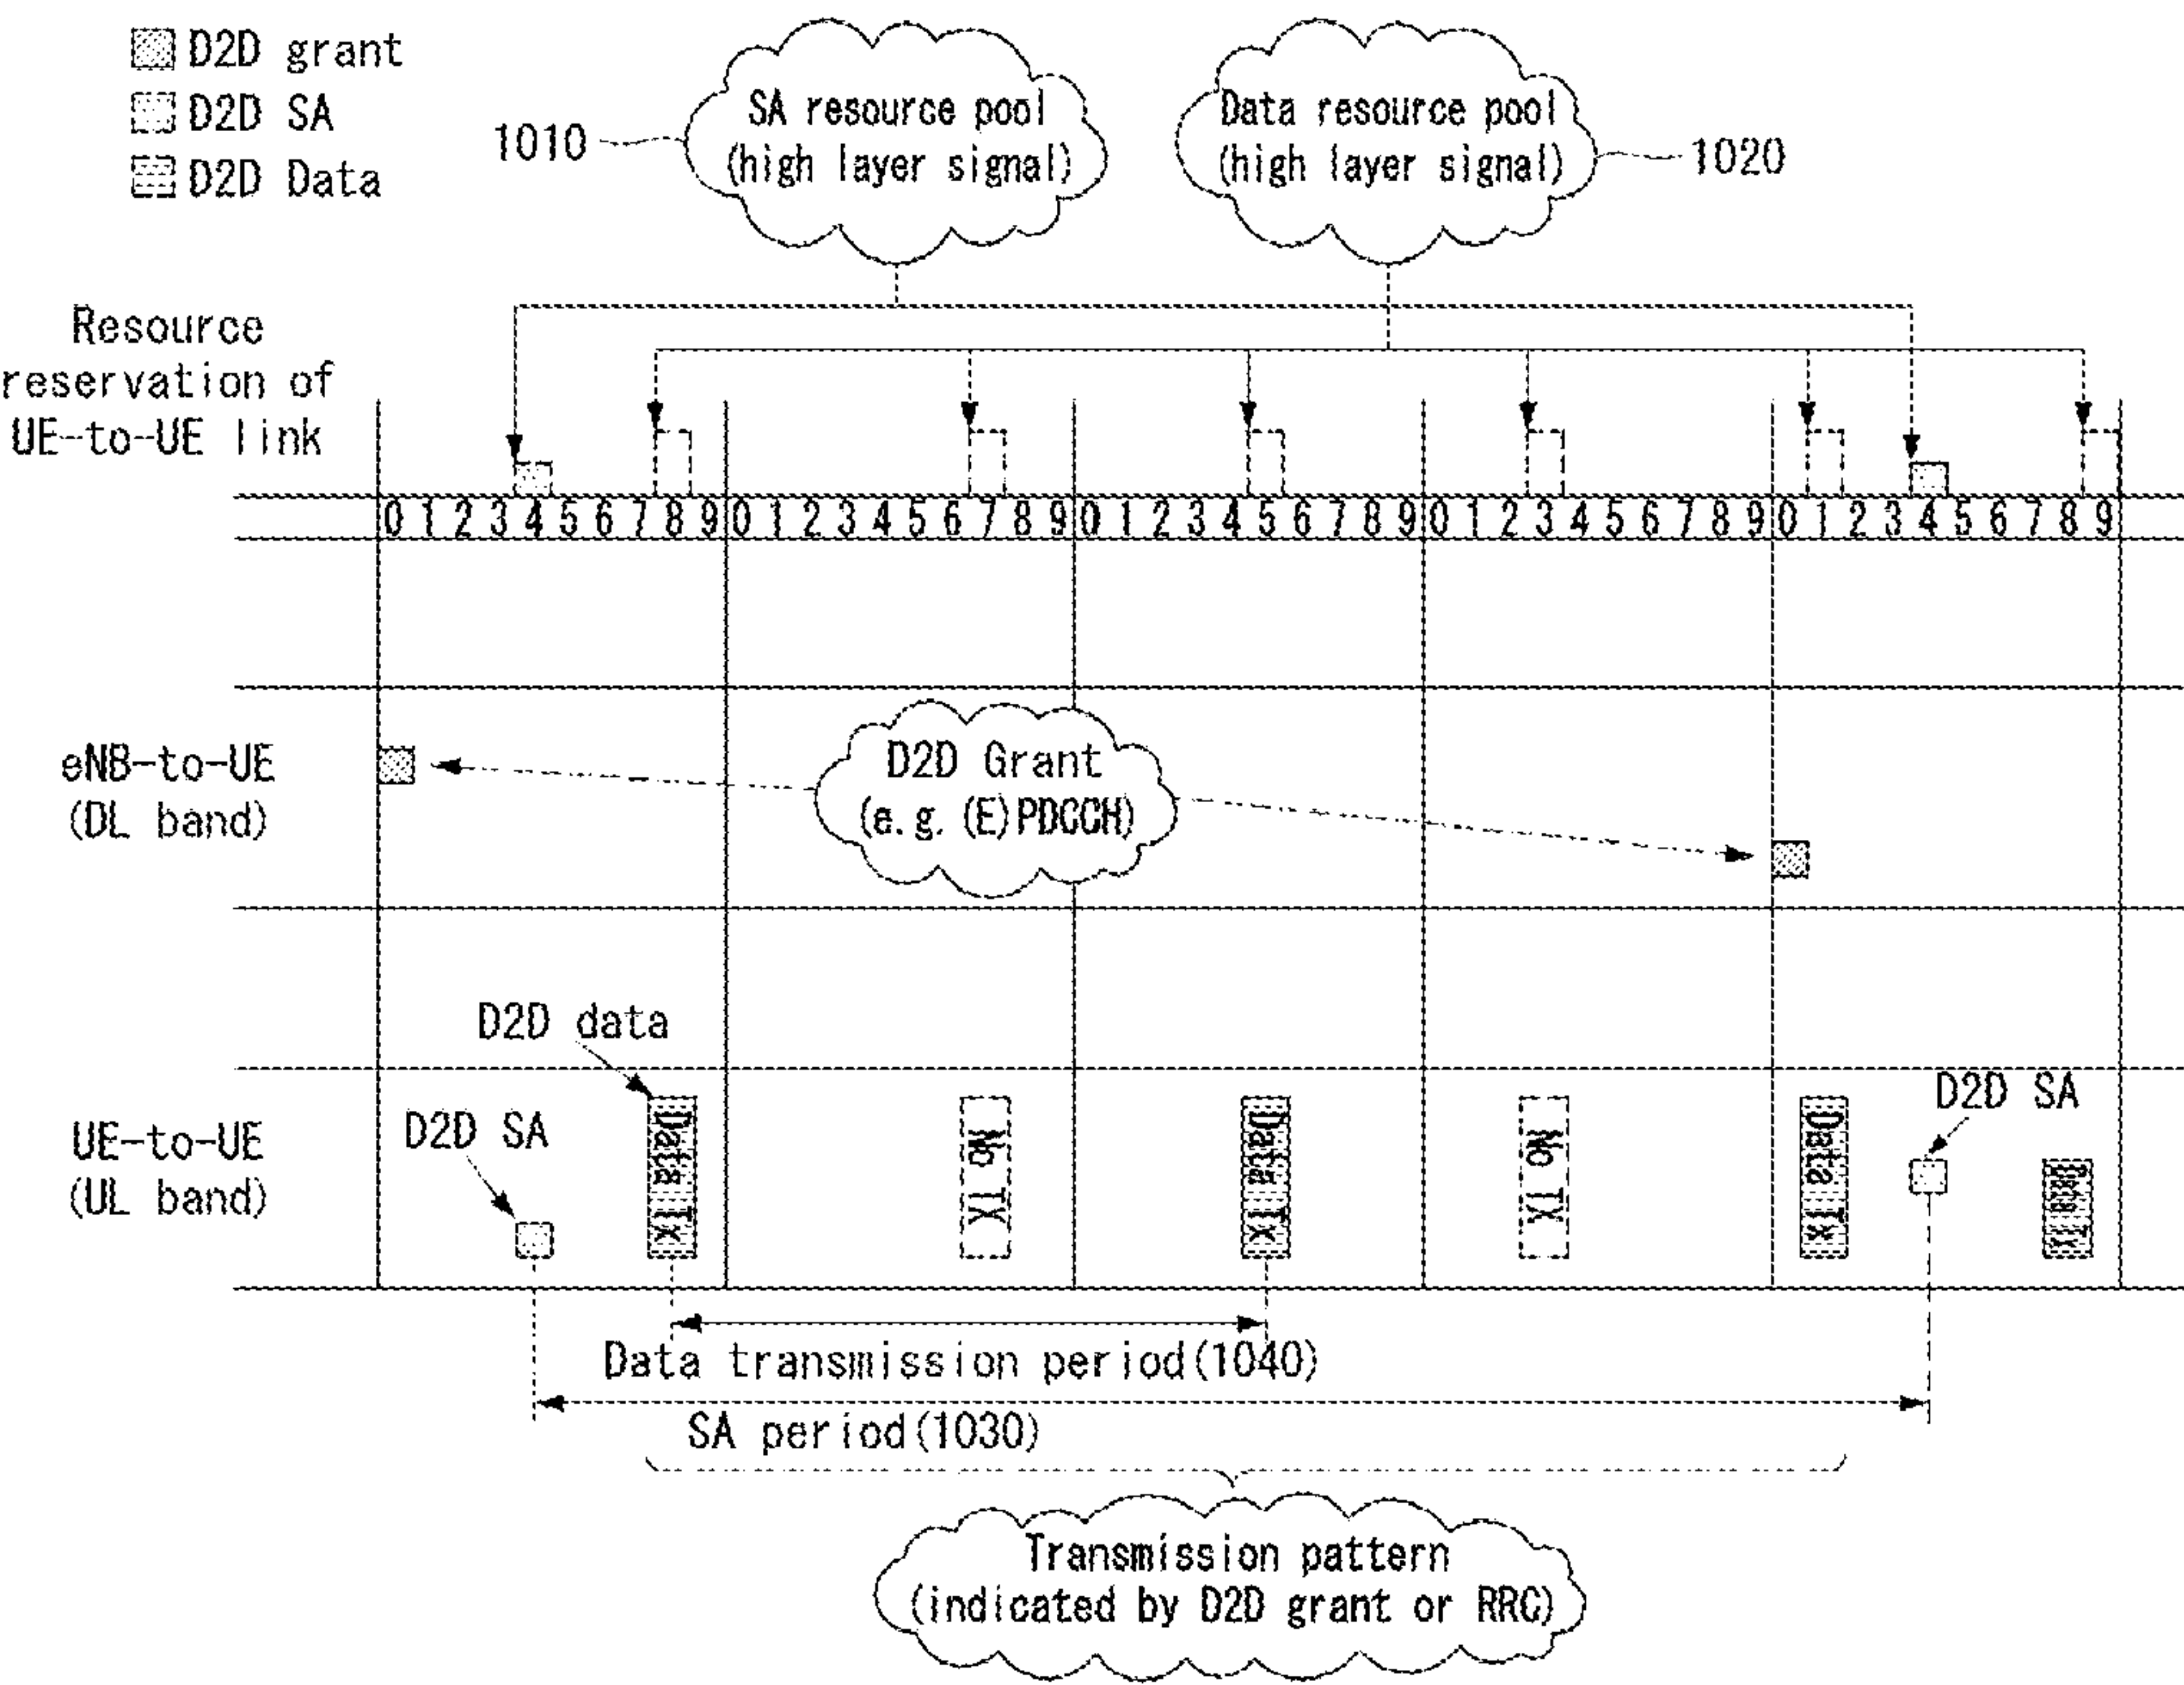 D2D grant
D2D SA
D2D Data
1010
SA resource pool
(high layer signal)
Data resource pool
(high layer signal)
1020
Resource
reservation of
UE-to-UE link
0 1 2 3 4 5 6 7 8 9 0 1 2 3 4 5 6 7 8 9 0 1 2 3 4 5 6 7 8 9 0 1 2 3 4 5 6 7 8 9 0 1 2 3 4 5 6 7 8 9
eNB-to-UE
(DL band)
D2D Grant
(e.g. (E)PDCCH)
D2D data
D2D SA
UE-to-UE
(UL band)
Data Tx
No TX
Data Tx
No TX
Data Tx
D2D SA
Data Tx
Data transmission period(1040)
SA period(1030)
Transmission pattern
(indicated by D2D grant or RRC)